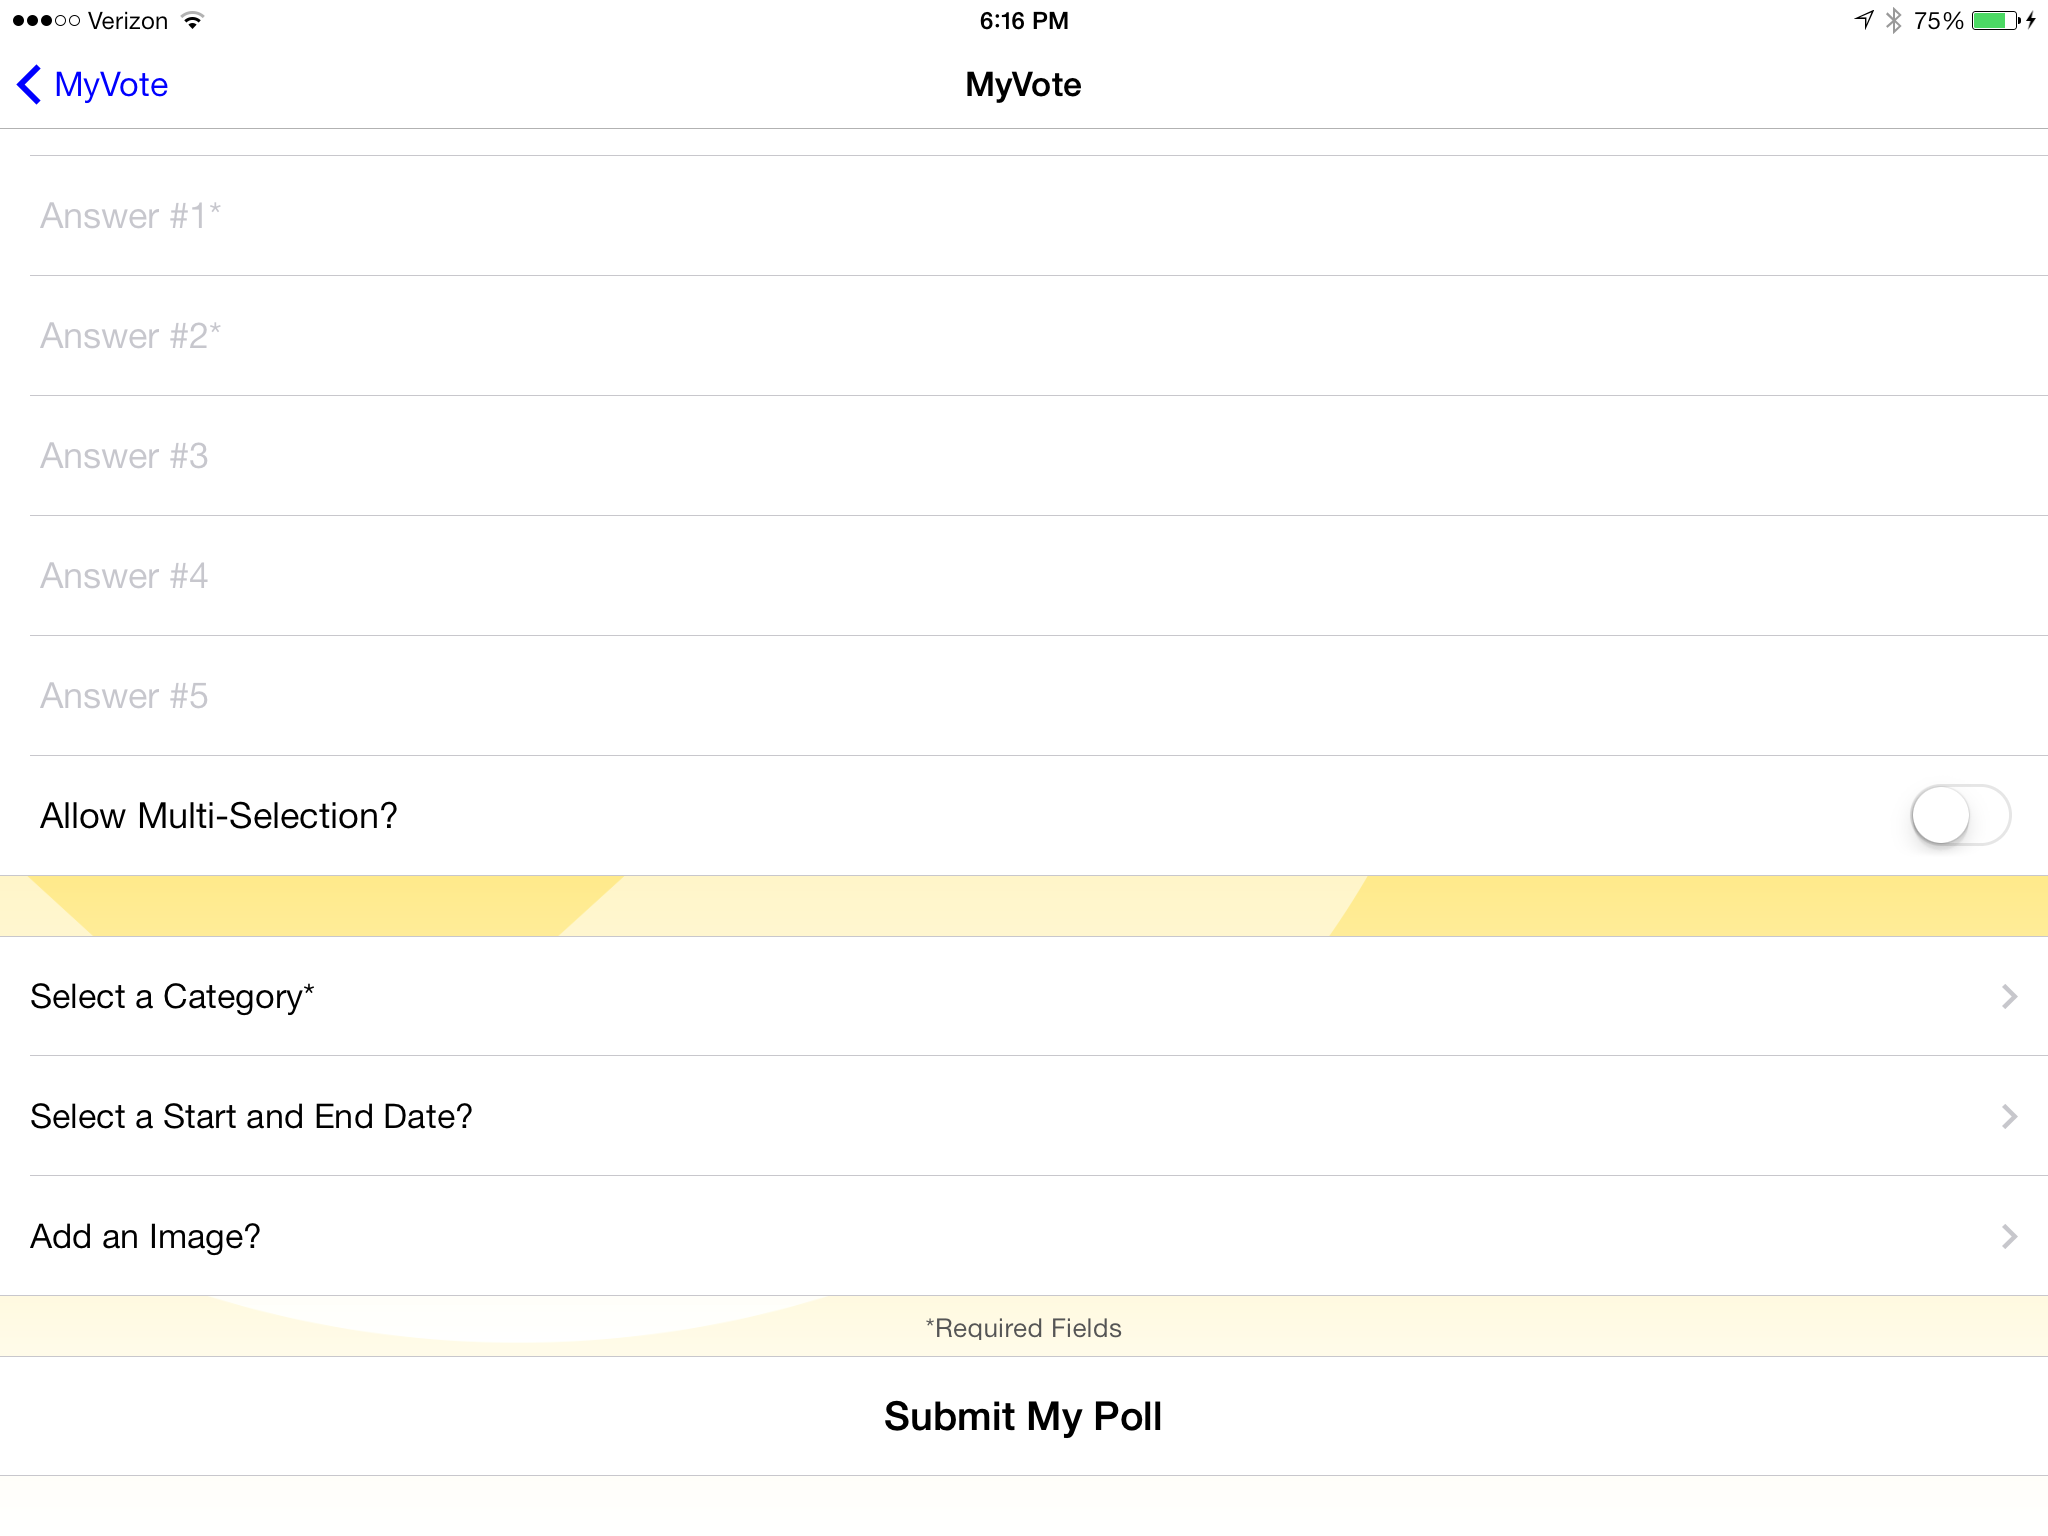 Verizon 6:16 PM 75%
MyVote MyVote
Answer #1*
Answer #2*
Answer #3
Answer #4
Answer #5
Allow Multi-Selection?
Select a Category*
Select a Start and End Date?
Add an Image?
*Required Fields
Submit My Poll